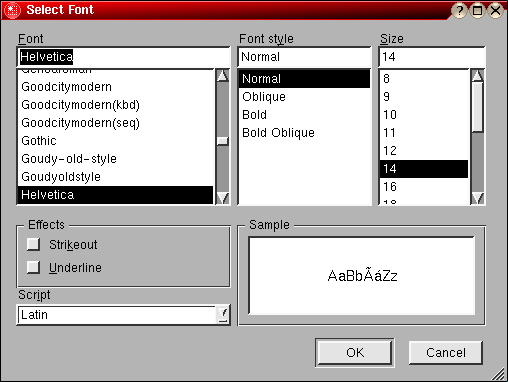 Select Font
?
Font
Font style
Size
Helvetica
Normal
14
Goodcitymodern
Goodcitymodern(kbd)
Goodcitymodern(seq)
Gothic
Goudy-old-style
Goudyoldstyle
Helvetica
Normal
Oblique
Bold
Bold Oblique
8
9
10
11
12
14
16
18
Effects
Strikeout
Underline
Script
Latin
Sample
AaBbÃáZz
OK
Cancel